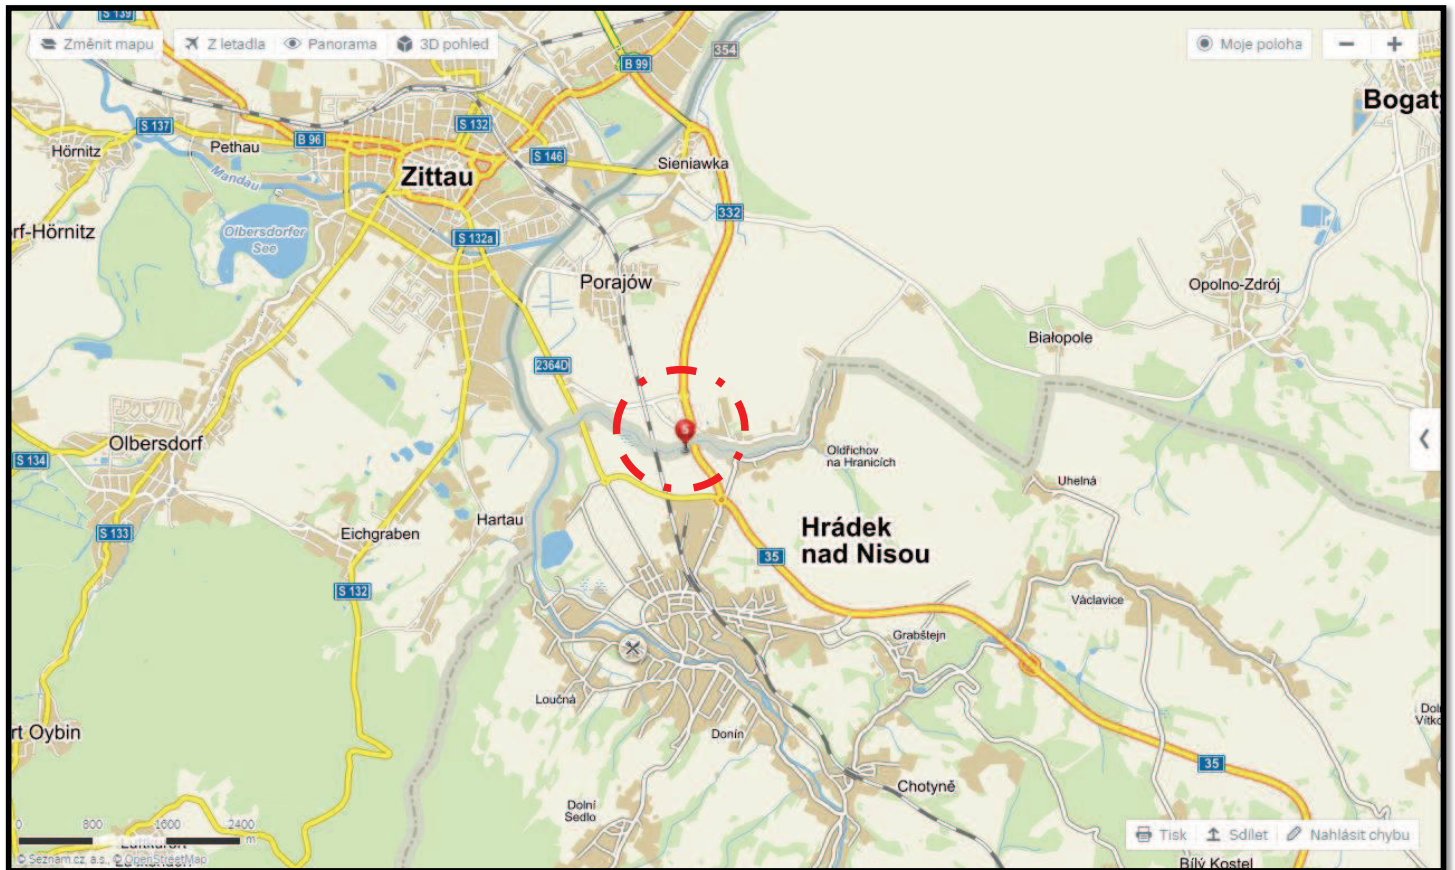 S 139
Změnit mapu
Z letadla
Panorama
3D pohled
354
Moje poloha
B 99
Bogat
S 137
S 132
B 96
Pethau
Hörnitz
S 146
Sieniawka
Zittau
Mandau
332
rf-Hörnitz
Olbersdorfer
See
S 132a
Porajów
Opolno-Zdrój
Białopole
2364D
S
Olbersdorf
Oldřichov
na Hranicích
S 134
Uhelná
Hartau
Hrádek
nad Nisou
S 133
Eichgraben
35
S 132
Václavice
Grabštejn
Loučná
Dol
Vítko
rt Oybin
Donín
35
Chotyně
Dolní
Sedlo
0 800 1600 2400
m
Tisk
Sdílet
Nahlásit chybu
© Seznam.cz, a.s., © OpenStreetMap
Bílý Kostel